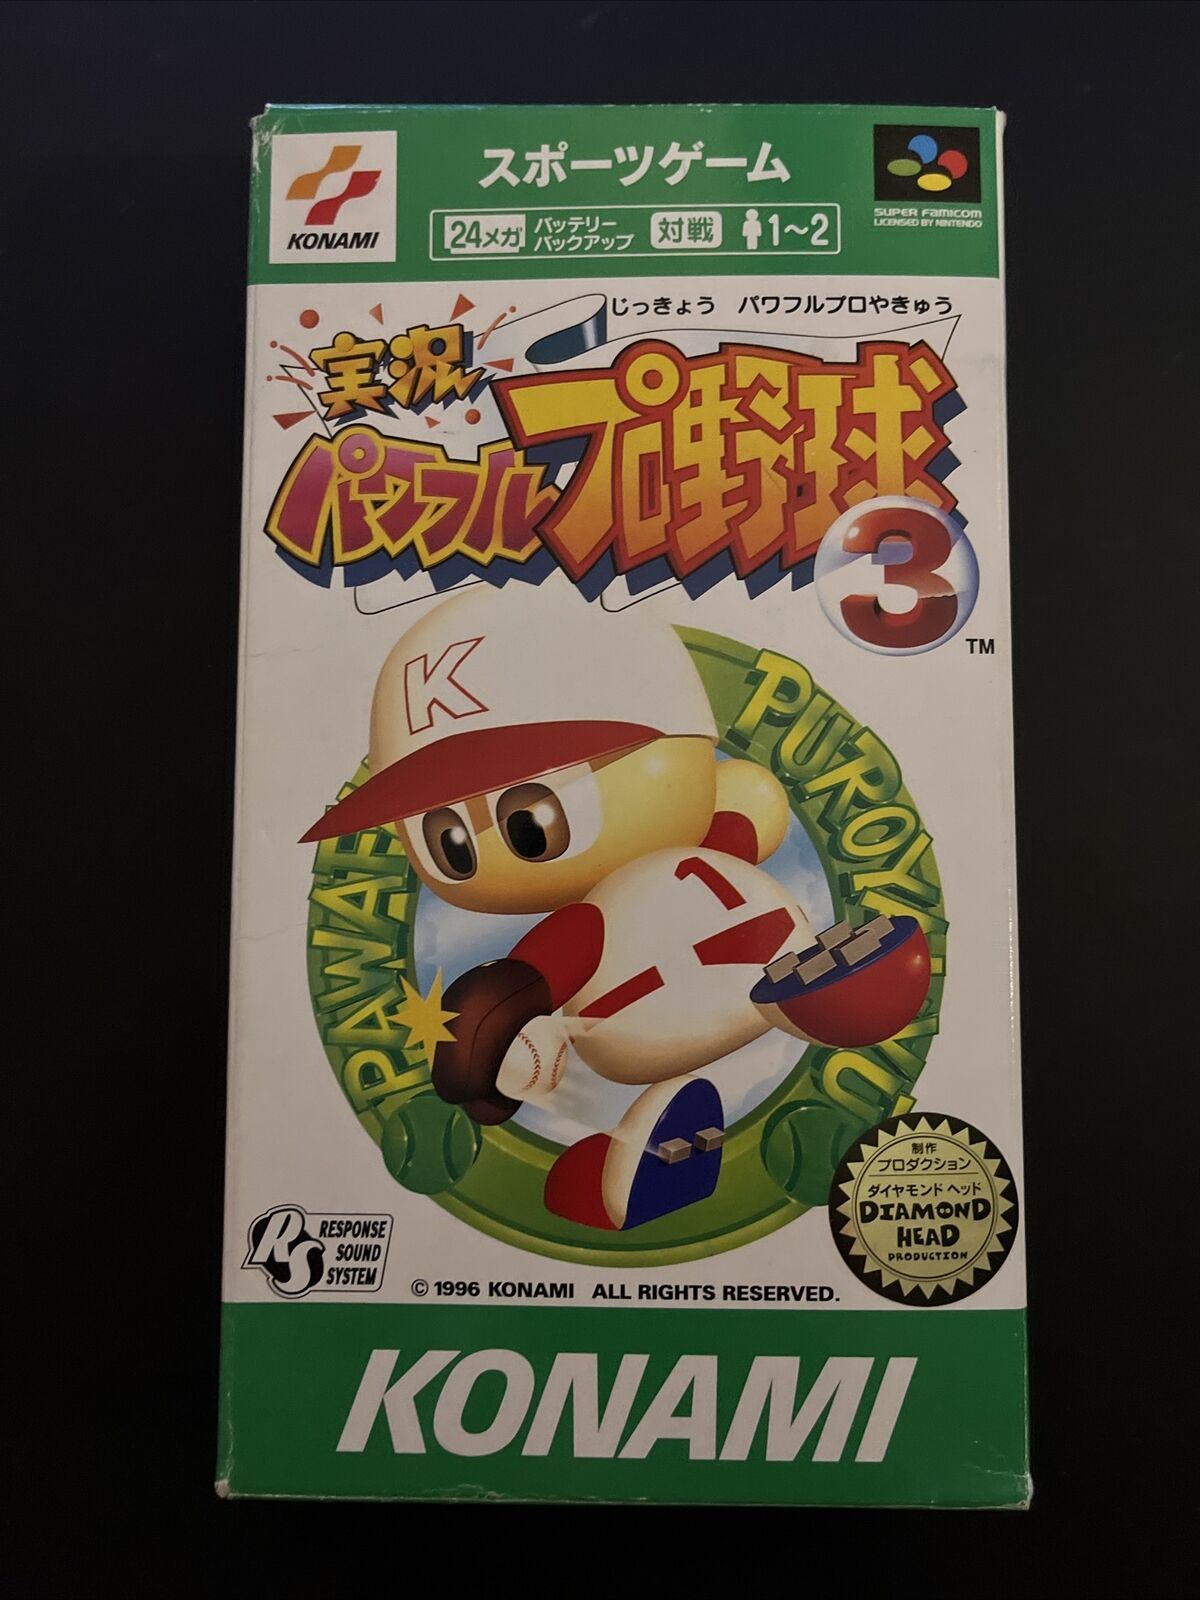 KONAMI
スポーツゲーム
24メガ
バッテリー
バックアップ
対戦
1~2
SUPER FAMICOM
LICENSED BY NINTENDO
じっきょう パワフルプロやきゅう
実況
パワフル
プロ野球
3
TM
K
PUROYAKYU
1
制作
プロダクション
ダイヤモンド ヘッド
DIAMOND
HEAD
PRODUCTION
RS
RESPONSE
SOUND
SYSTEM
© 1996 KONAMI ALL RIGHTS RESERVED.
KONAMI